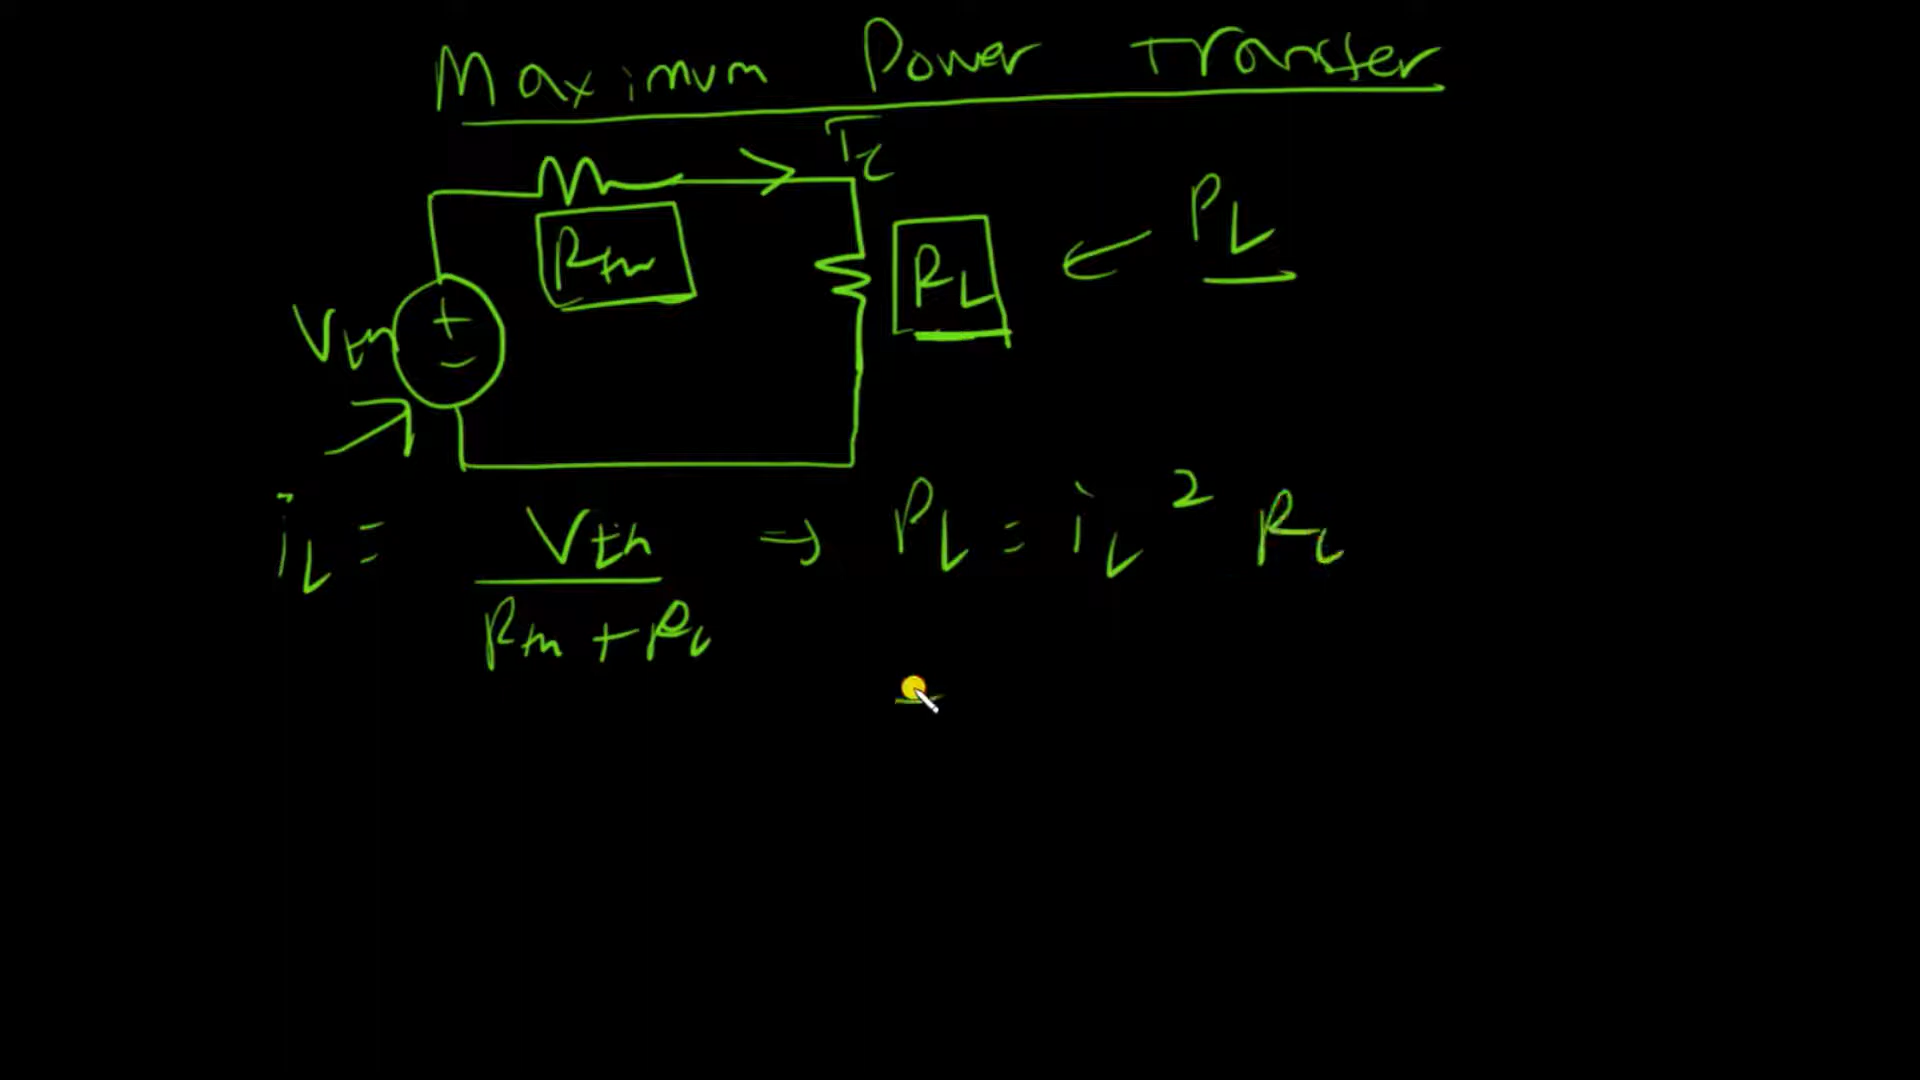 Maximum Power Transfer
iL
Rth
RL
PL
Vth
+
-
iL = Vth / (Rth + RL) → PL = iL² RL